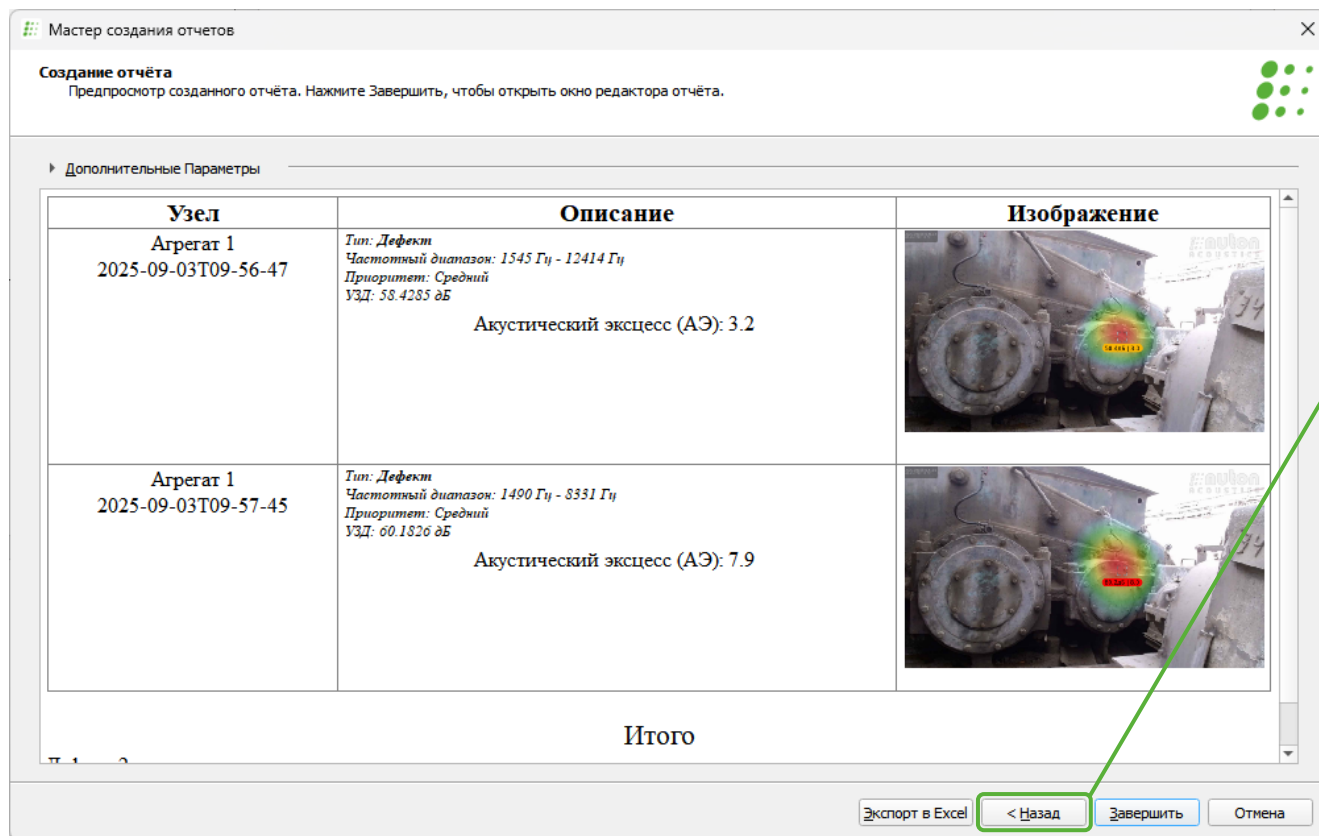 Мастер создания отчетов
Создание отчёта
Предпросмотр созданного отчёта. Нажмите Завершить, чтобы открыть окно редактора отчёта.
Дополнительные Параметры
Узел Описание Изображение
Агрегат 1
2025-09-03T09-56-47
Тип: Дефект
Частотный диапазон: 1545 Гц - 12414 Гц
Приоритет: Средний
УЗД: 58.4285 дБ
Акустический эксцесс (АЭ): 3.2
Агрегат 1
2025-09-03T09-57-45
Тип: Дефект
Частотный диапазон: 1490 Гц - 8331 Гц
Приоритет: Средний
УЗД: 60.1826 дБ
Акустический эксцесс (АЭ): 7.9
Итого
Экспорт в Excel < Назад Завершить Отмена